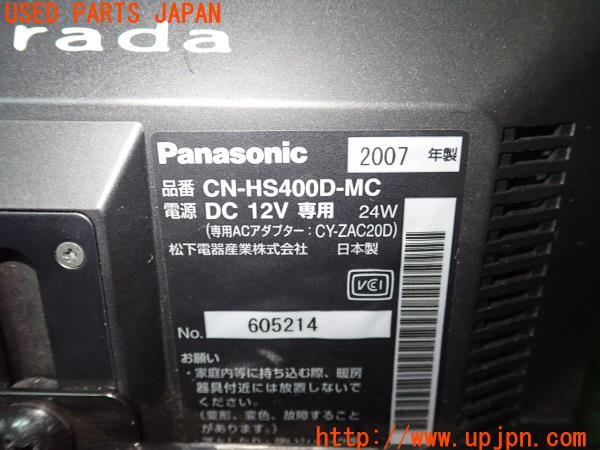 USED PARTS JAPAN
rada
Panasonic 2007 年製
品番 CN-HS400D-MC
電源 DC 12V 専用 24W
(専用ACアダプター:CY-ZAC20D)
松下電器産業株式会社 日本製
VCI
No. 605214
お願い
・家庭内等に持ち込む際、暖房
器具付近には放置しないで
ください。
(変形、変色、故障すること
があります。)
http://www.upjpn.com/